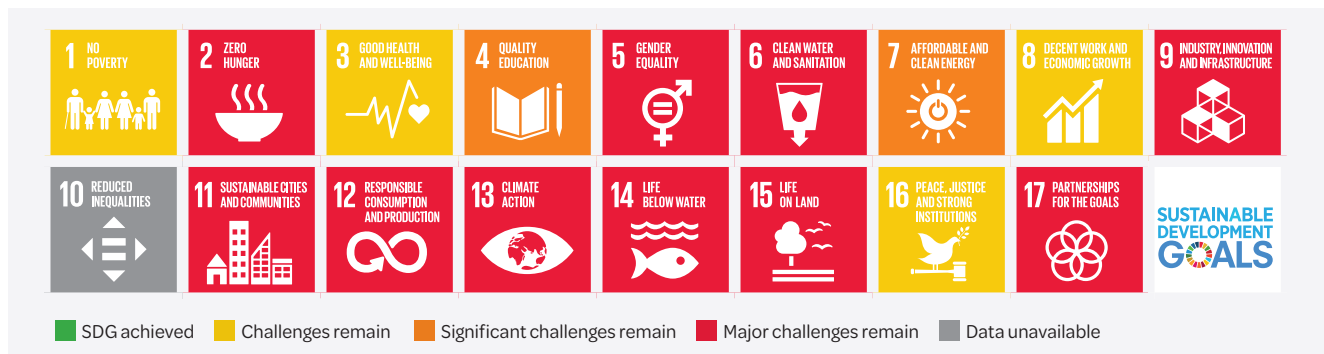 1 NO
POVERTY
2 ZERO
HUNGER
3 GOOD HEALTH
AND WELL-BEING
4 QUALITY
EDUCATION
5 GENDER
EQUALITY
6 CLEAN WATER
AND SANITATION
7 AFFORDABLE AND
CLEAN ENERGY
8 DECENT WORK AND
ECONOMIC GROWTH
9 INDUSTRY, INNOVATION
AND INFRASTRUCTURE
10 REDUCED
INEQUALITIES
11 SUSTAINABLE CITIES
AND COMMUNITIES
12 RESPONSIBLE
CONSUMPTION
AND PRODUCTION
13 CLIMATE
ACTION
14 LIFE
BELOW WATER
15 LIFE
ON LAND
16 PEACE, JUSTICE
AND STRONG
INSTITUTIONS
17 PARTNERSHIPS
FOR THE GOALS
SUSTAINABLE
DEVELOPMENT
GOALS
SDG achieved
Challenges remain
Significant challenges remain
Major challenges remain
Data unavailable